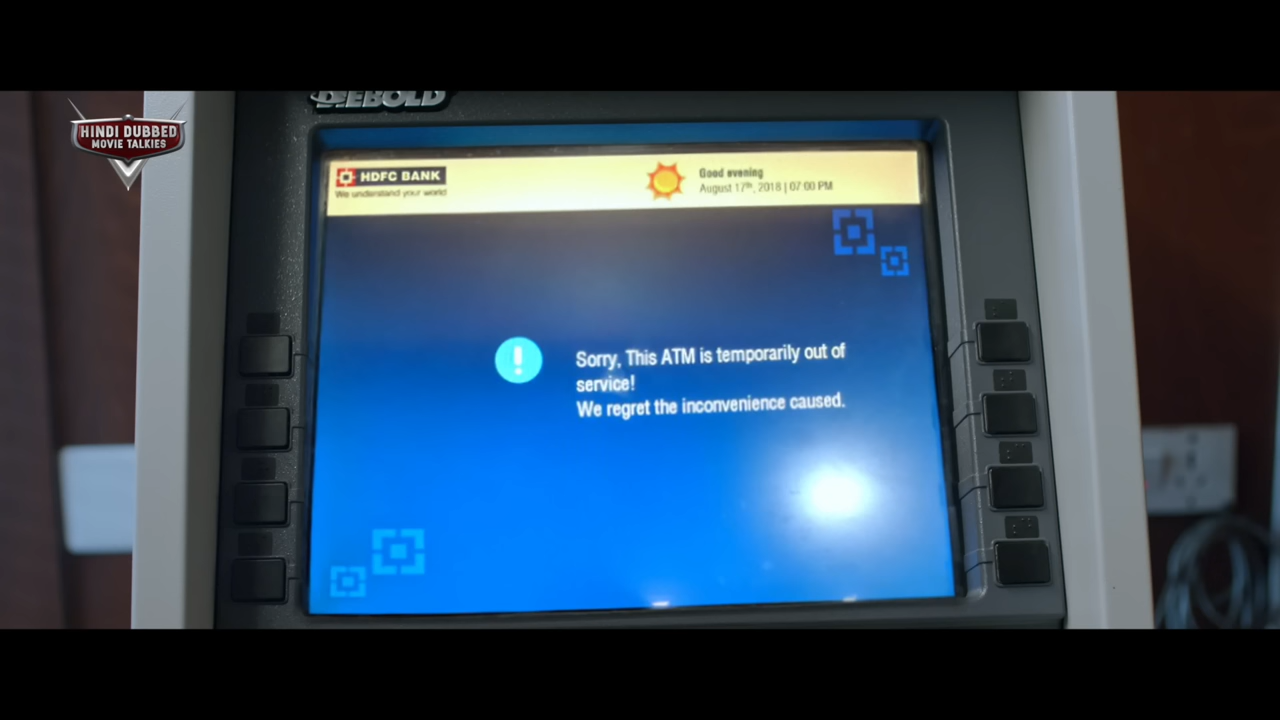 DIEBOLD
HINDI DUBBED
MOVIE TALKIES
HDFC BANK
We understand your world
Good evening
August 17th, 2018 | 07:00 PM
Sorry, This ATM is temporarily out of
service!
We regret the inconvenience caused.